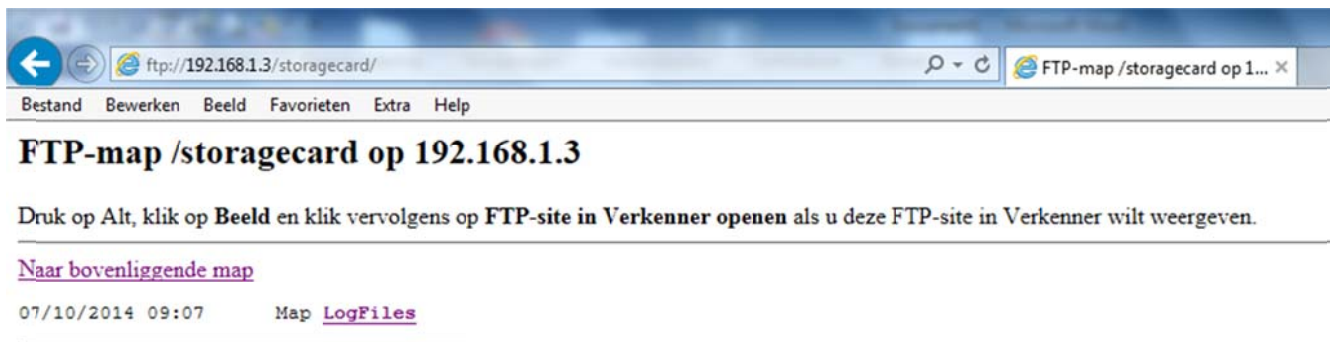 ftp://192.168.1.3/storagecard/
FTP-map /storagecard op 1...
Bestand Bewerken Beeld Favorieten Extra Help
FTP-map /storagecard op 192.168.1.3
Druk op Alt, klik op Beeld en klik vervolgens op FTP-site in Verkenner openen als u deze FTP-site in Verkenner wilt weergeven.
Naar bovenliggende map
07/10/2014 09:07 Map LogFiles